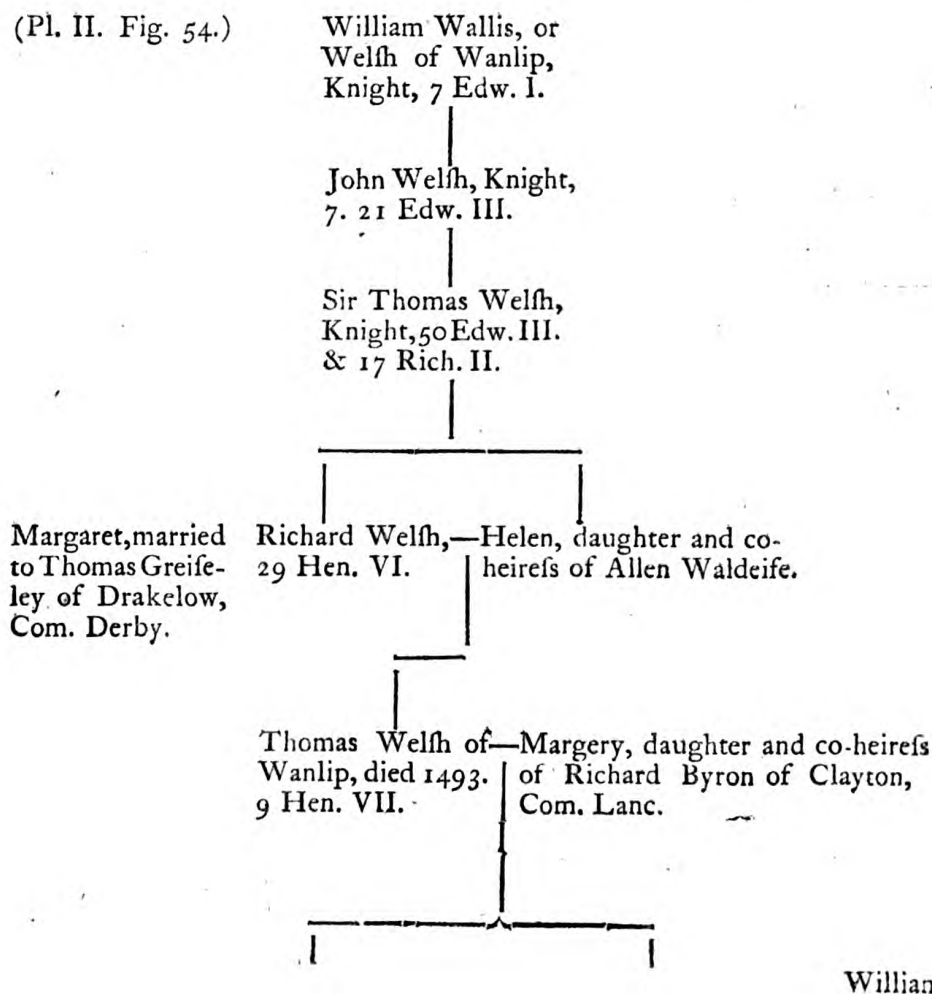 (Pl. II. Fig. 54.)
William Wallis, or
Welſh of Wanlip,
Knight, 7 Edw. I.
John Welſh, Knight,
7. 21 Edw. III.
Sir Thomas Welſh,
Knight, 50 Edw. III.
& 17 Rich. II.
Margaret, married
to Thomas Greiſe-
ley of Drakelow,
Com. Derby.
Richard Welſh,—Helen, daughter and co-
29 Hen. VI. heireſs of Allen Waldeife.
Thomas Welſh of—Margery, daughter and co-heireſs
Wanlip, died 1493. of Richard Byron of Clayton,
9 Hen. VII. Com. Lanc.
William